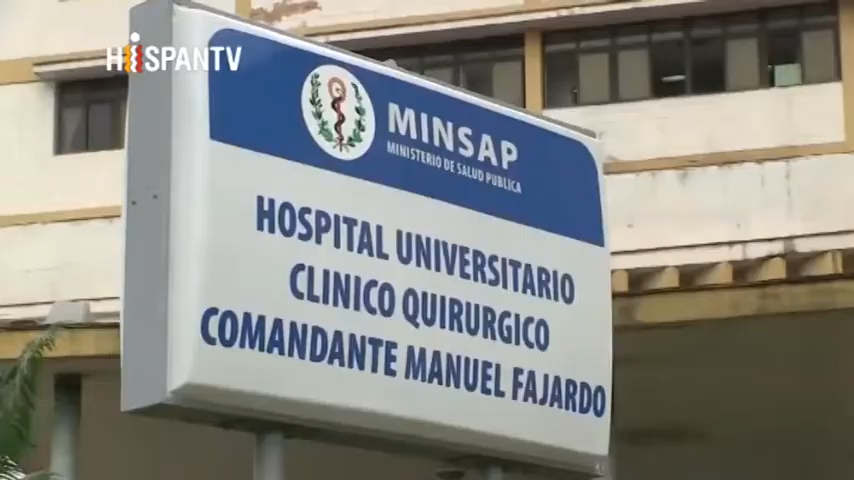 HISPANTV
MINSAP
MINISTERIO DE SALUD PUBLICA
HOSPITAL UNIVERSITARIO
CLINICO QUIRURGICO
COMANDANTE MANUEL FAJARDO